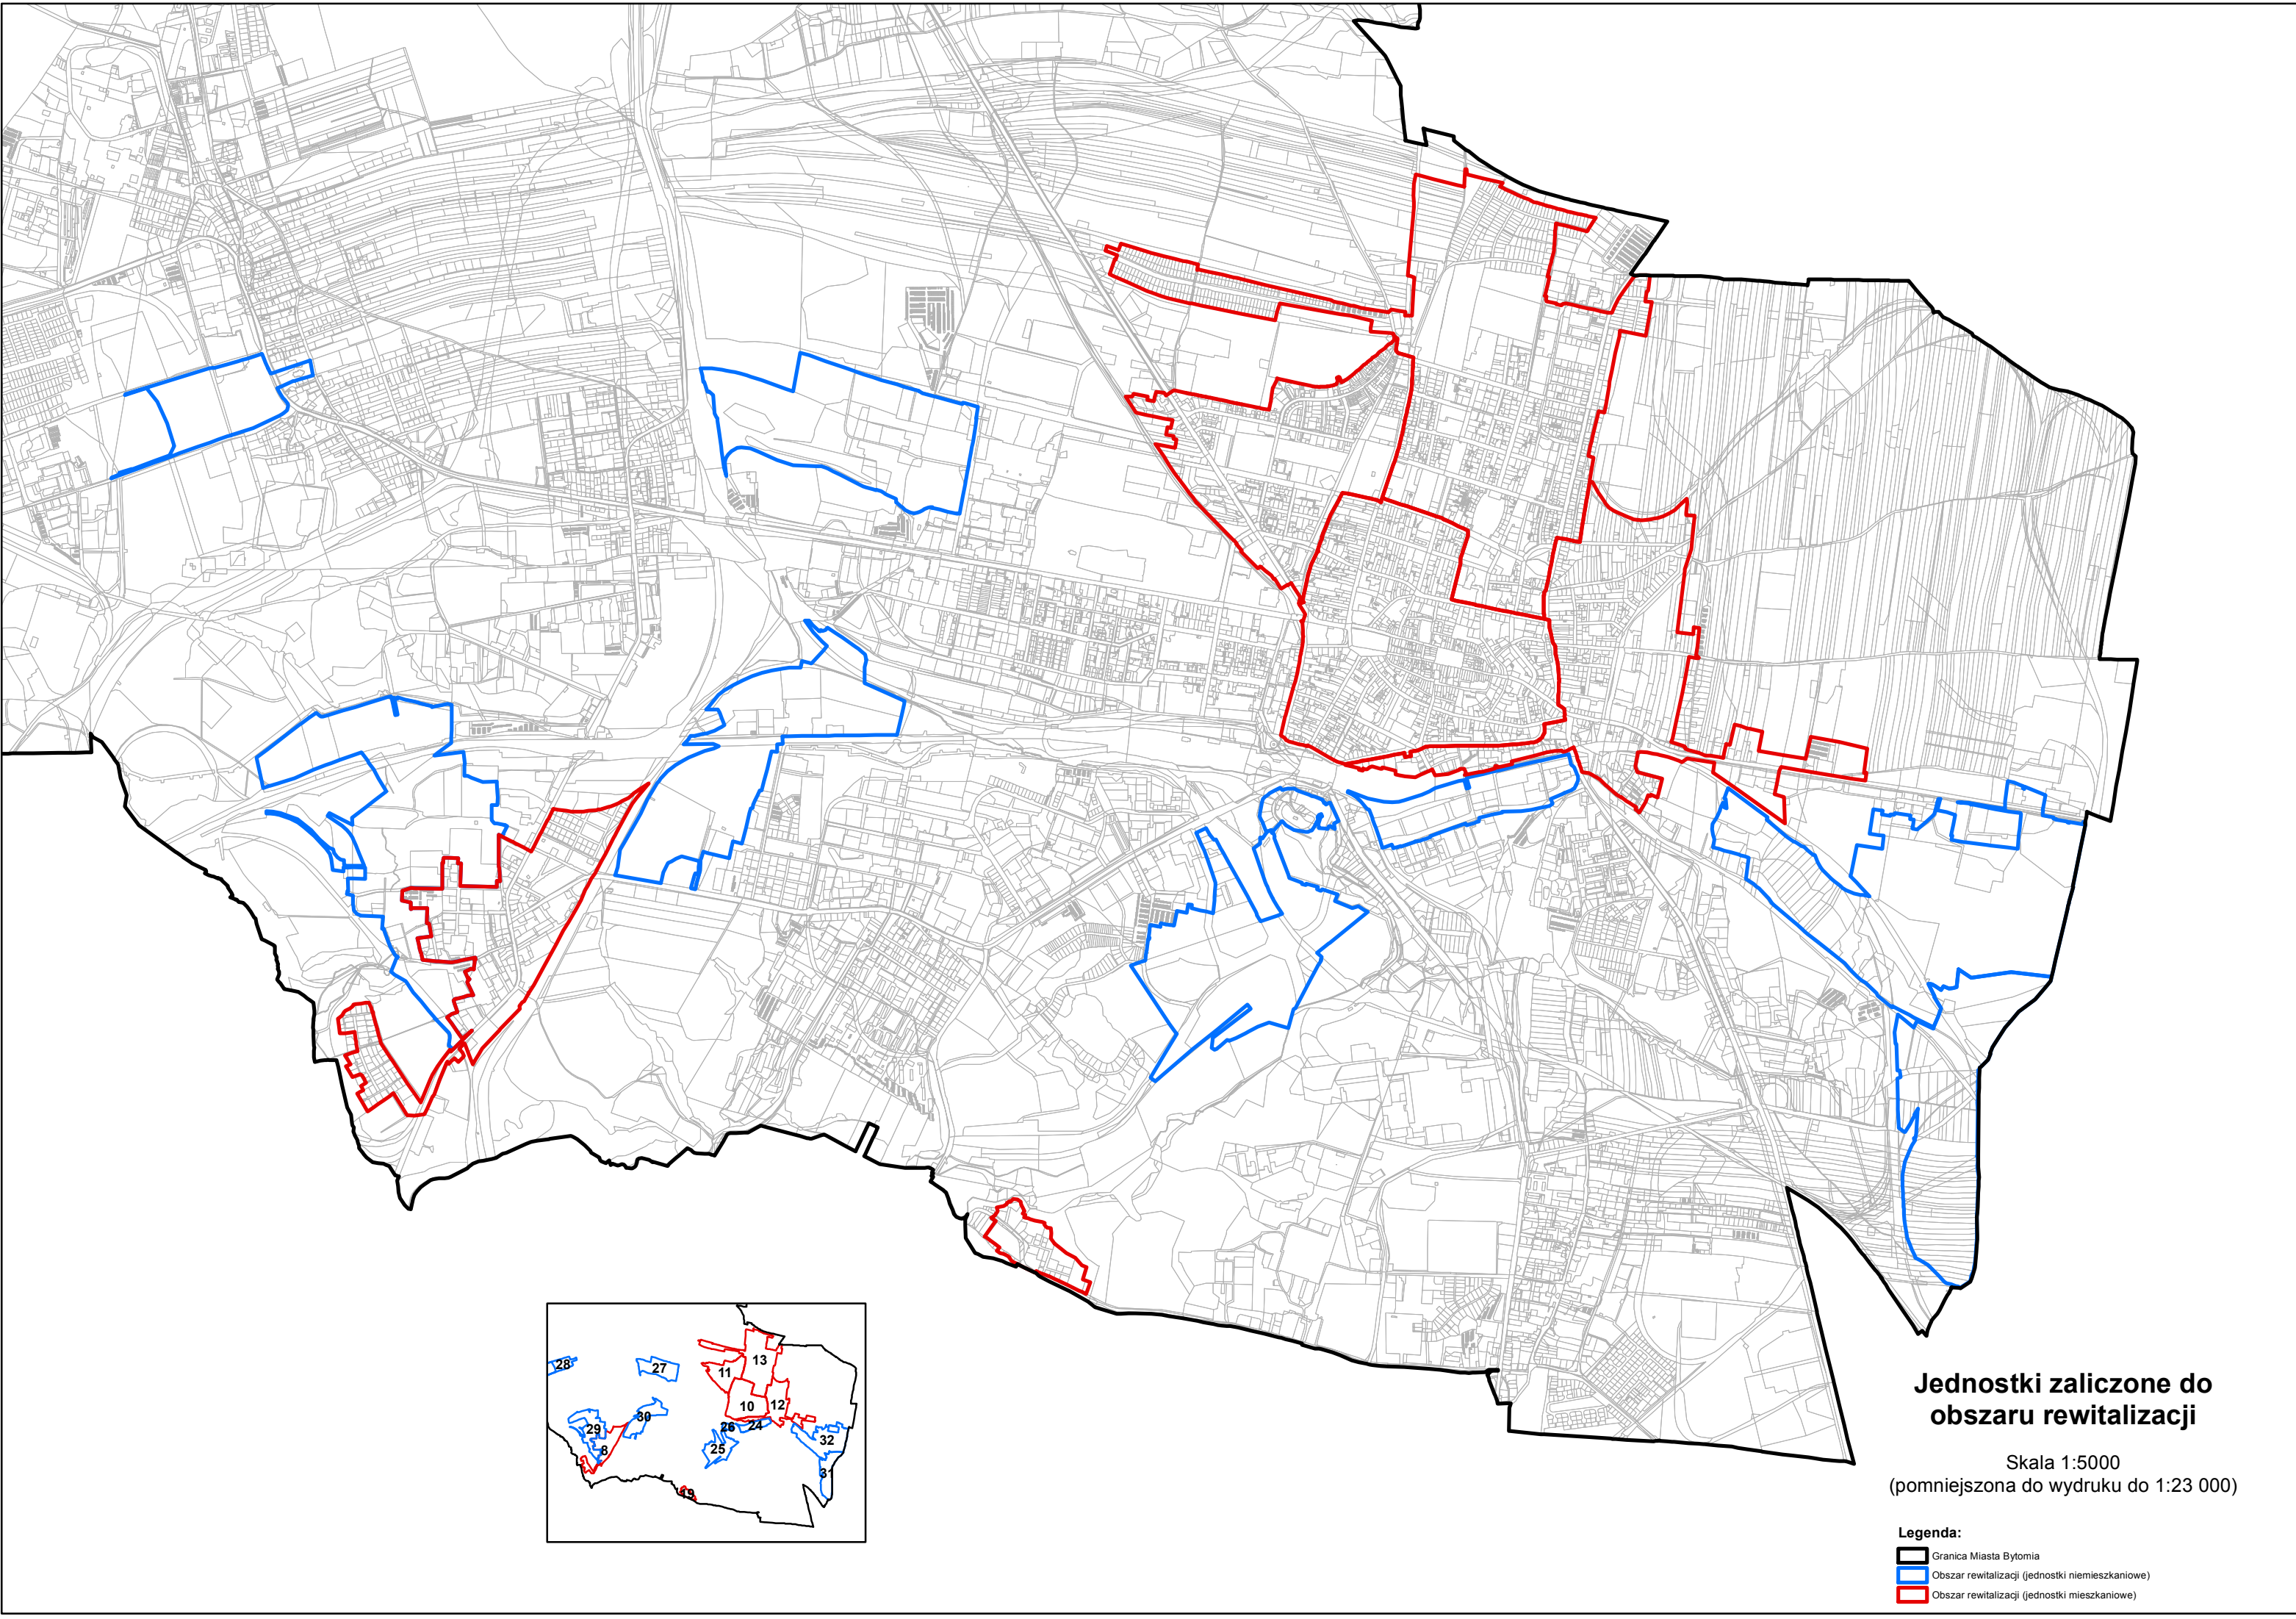 28
27
13
11
10
12
30
26
24
29
25
32
8
31
19
Jednostki zaliczone do
obszaru rewitalizacji
Skala 1:5000
(pomniejszona do wydruku do 1:23 000)
Legenda:
Granica Miasta Bytomia
Obszar rewitalizacji (jednostki niemieszkaniowe)
Obszar rewitalizacji (jednostki mieszkaniowe)